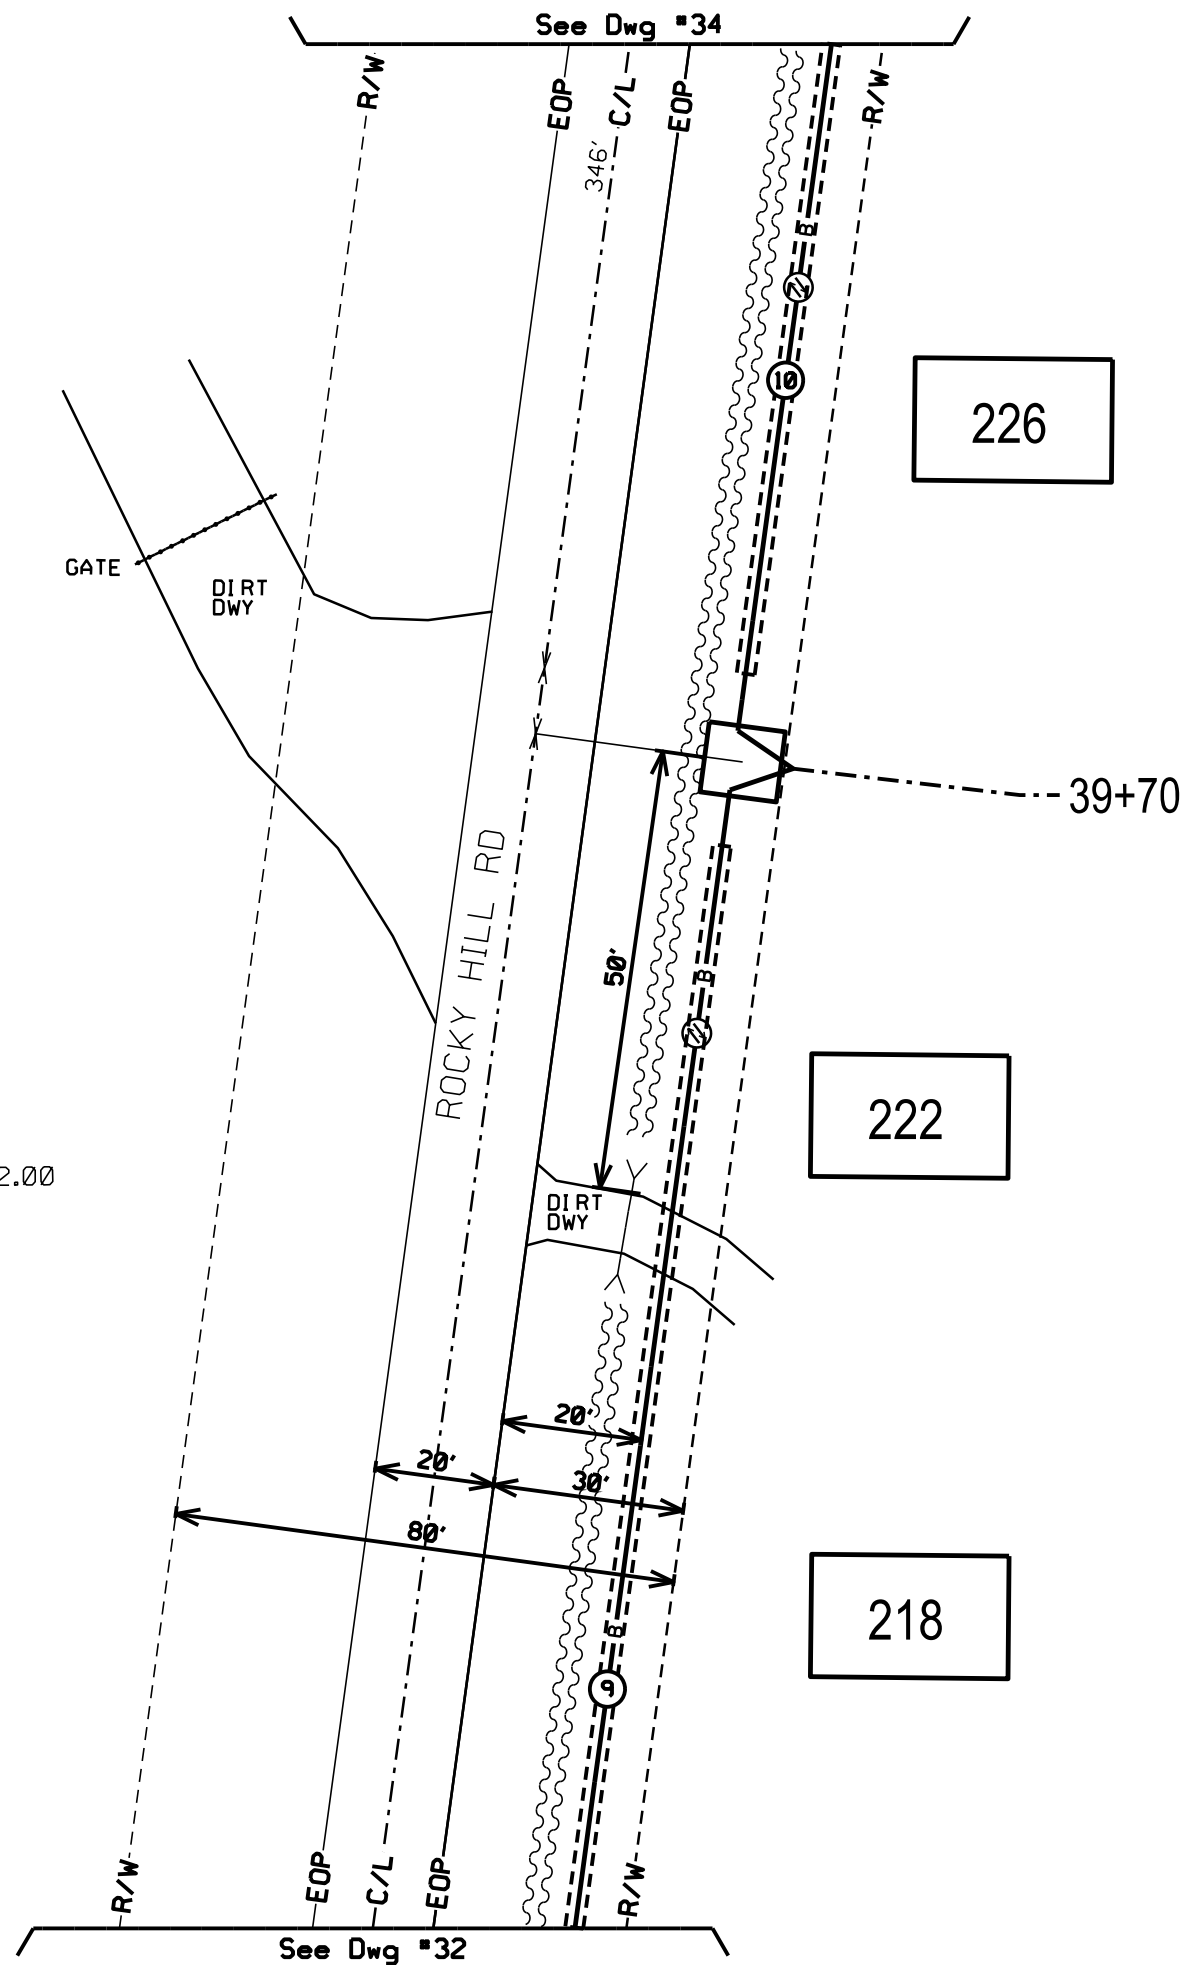 See Dwg #34
R/W
EOP
C/L
EOP
R/W
346'
B
10
226
GATE
DIRT
DWY
39+70
ROCKY HILL RD
50'
B
222
2.00
DIRT
DWY
20'
20'
30'
80'
B
218
9
R/W
EOP
C/L
EOP
R/W
See Dwg #32